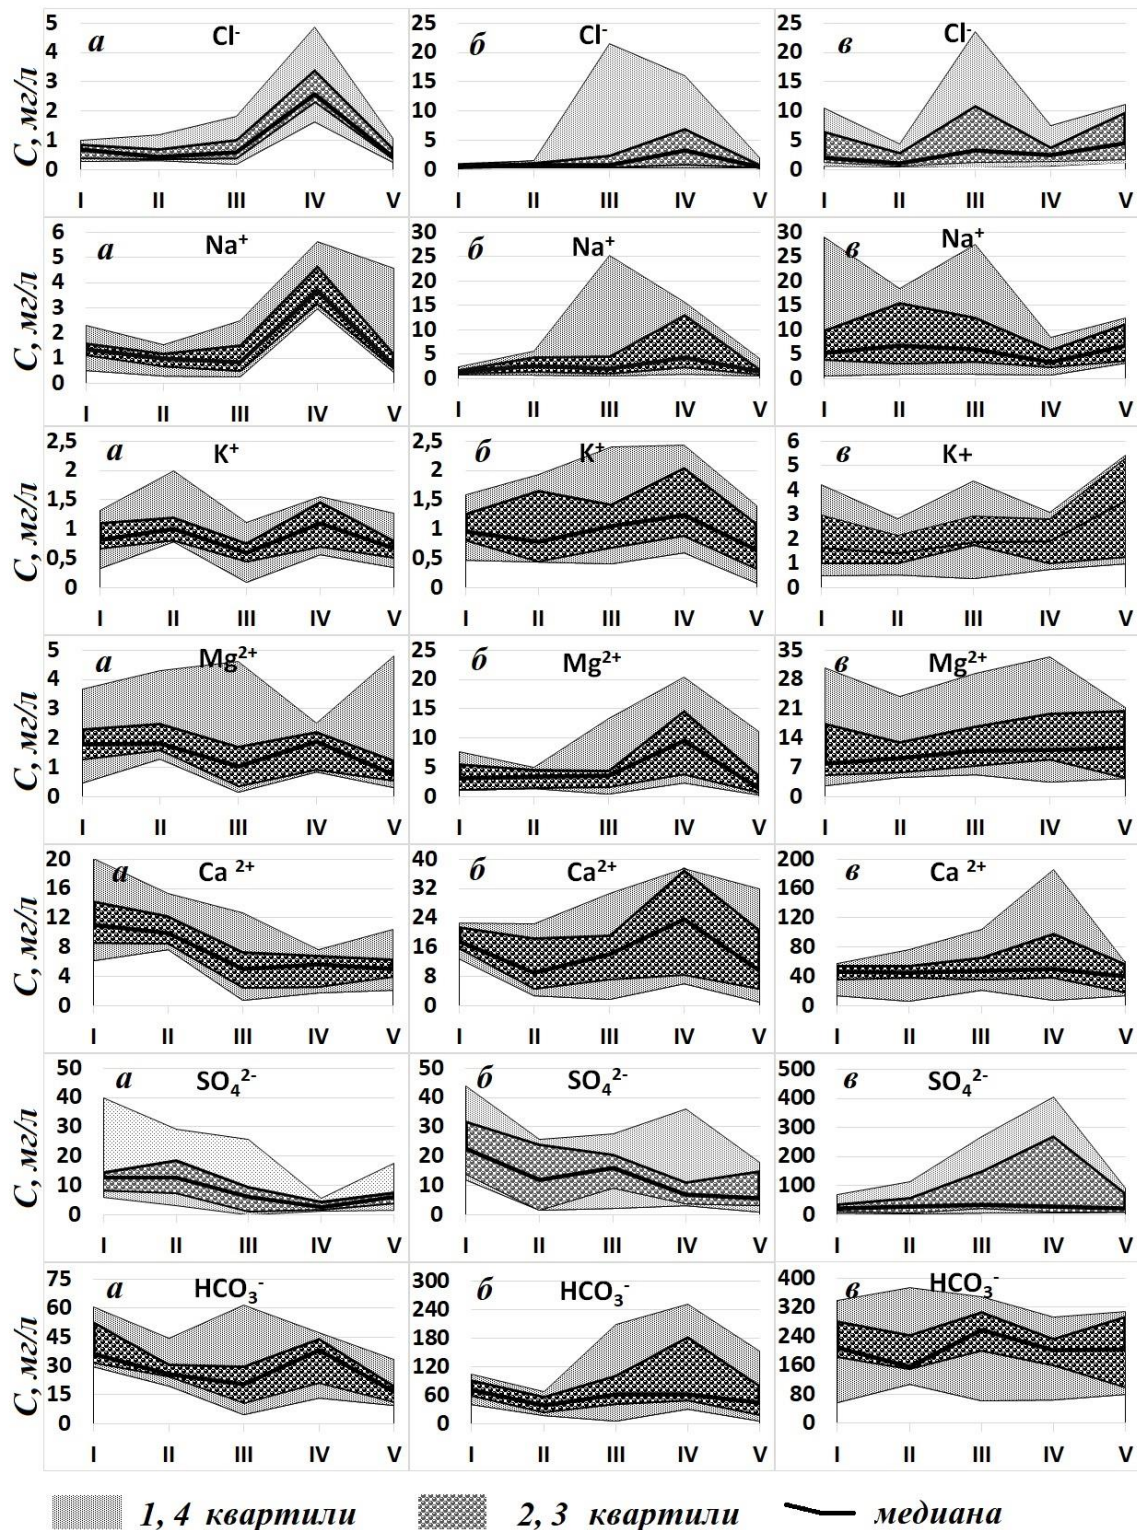 а Cl⁻ б Cl⁻ в Cl⁻
С, мг/л
5 4 3 2 1 0
25 20 15 10 5 0
25 20 15 10 5 0
I II III IV V I II III IV V I II III IV V
а Na⁺ б Na⁺ в Na⁺
С, мг/л
6 5 4 3 2 1 0
30 25 20 15 10 5 0
30 25 20 15 10 5 0
I II III IV V I II III IV V I II III IV V
а K⁺ б K⁺ в K+
С, мг/л
2,5 2 1,5 1 0,5 0
2,5 2 1,5 1 0,5 0
6 5 4 3 2 1 0
I II III IV V I II III IV V I II III IV V
а Mg²⁺ б Mg²⁺ в Mg²⁺
С, мг/л
5 4 3 2 1 0
25 20 15 10 5 0
35 28 21 14 7 0
I II III IV V I II III IV V I II III IV V
а Ca ²⁺ б Ca²⁺ в Ca ²⁺
С, мг/л
20 16 12 8 4 0
40 32 24 16 8 0
200 160 120 80 40 0
I II III IV V I II III IV V I II III IV V
а SO₄²⁻ б SO₄²⁻ в SO₄²⁻
С, мг/л
50 40 30 20 10 0
50 40 30 20 10 0
500 400 300 200 100 0
I II III IV V I II III IV V I II III IV V
а HCO₃⁻ б HCO₃⁻ в HCO₃⁻
С, мг/л
75 60 45 30 15 0
300 240 180 120 60 0
400 320 240 160 80 0
I II III IV V I II III IV V I II III IV V
1, 4 квартили 2, 3 квартили медиана